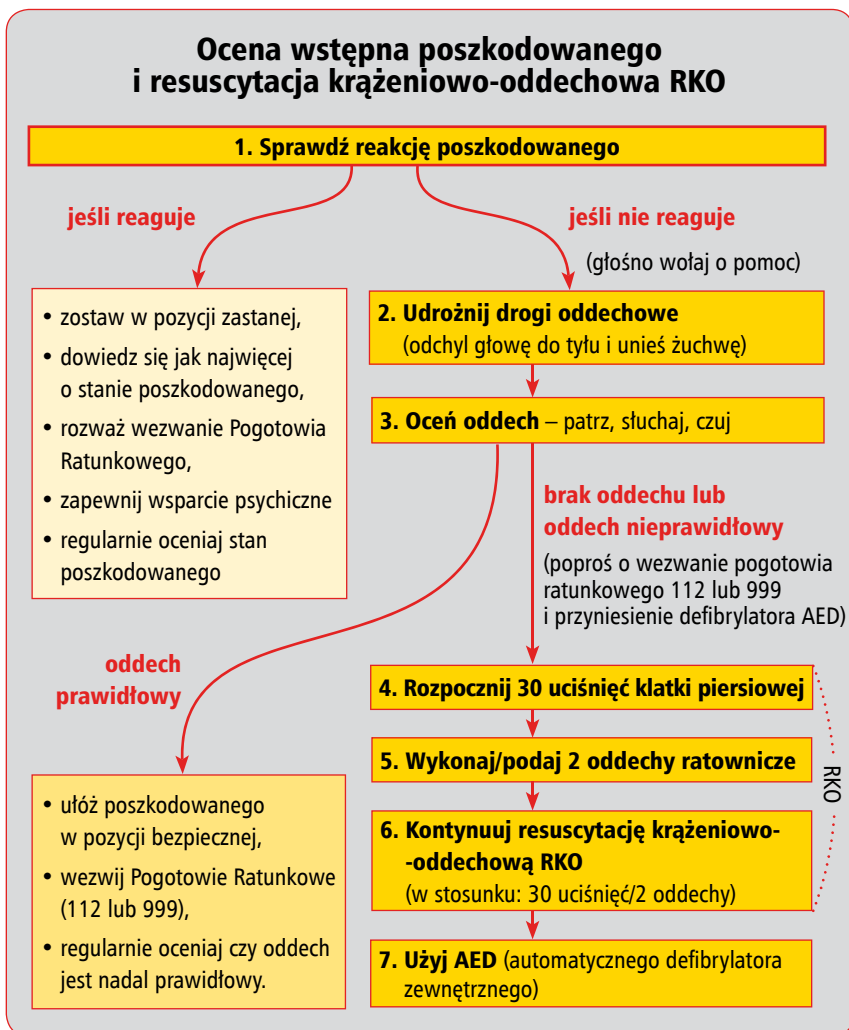 Ocena wstępna poszkodowanego
i resuscytacja krążeniowo-oddechowa RKO
1. Sprawdź reakcję poszkodowanego
jeśli reaguje
jeśli nie reaguje
(głośno wołaj o pomoc)
• zostaw w pozycji zastanej,
• dowiedz się jak najwięcej
o stanie poszkodowanego,
• rozważ wezwanie Pogotowia
Ratunkowego,
• zapewnij wsparcie psychiczne
• regularnie oceniaj stan
poszkodowanego
2. Udrożnij drogi oddechowe
(odchyl głowę do tyłu i unieś żuchwę)
3. Oceń oddech – patrz, słuchaj, czuj
brak oddechu lub
oddech nieprawidłowy
(poproś o wezwanie pogotowia
ratunkowego 112 lub 999
i przyniesienie defibrylatora AED)
oddech
prawidłowy
• ułóż poszkodowanego
w pozycji bezpiecznej,
• wezwij Pogotowie Ratunkowe
(112 lub 999),
• regularnie oceniaj czy oddech
jest nadal prawidłowy.
4. Rozpocznij 30 uciśnięć klatki piersiowej
5. Wykonaj/podaj 2 oddechy ratownicze
6. Kontynuuj resuscytację krążeniowo-
-oddechową RKO
(w stosunku: 30 uciśnięć/2 oddechy)
RKO
7. Użyj AED (automatycznego defibrylatora
zewnętrznego)